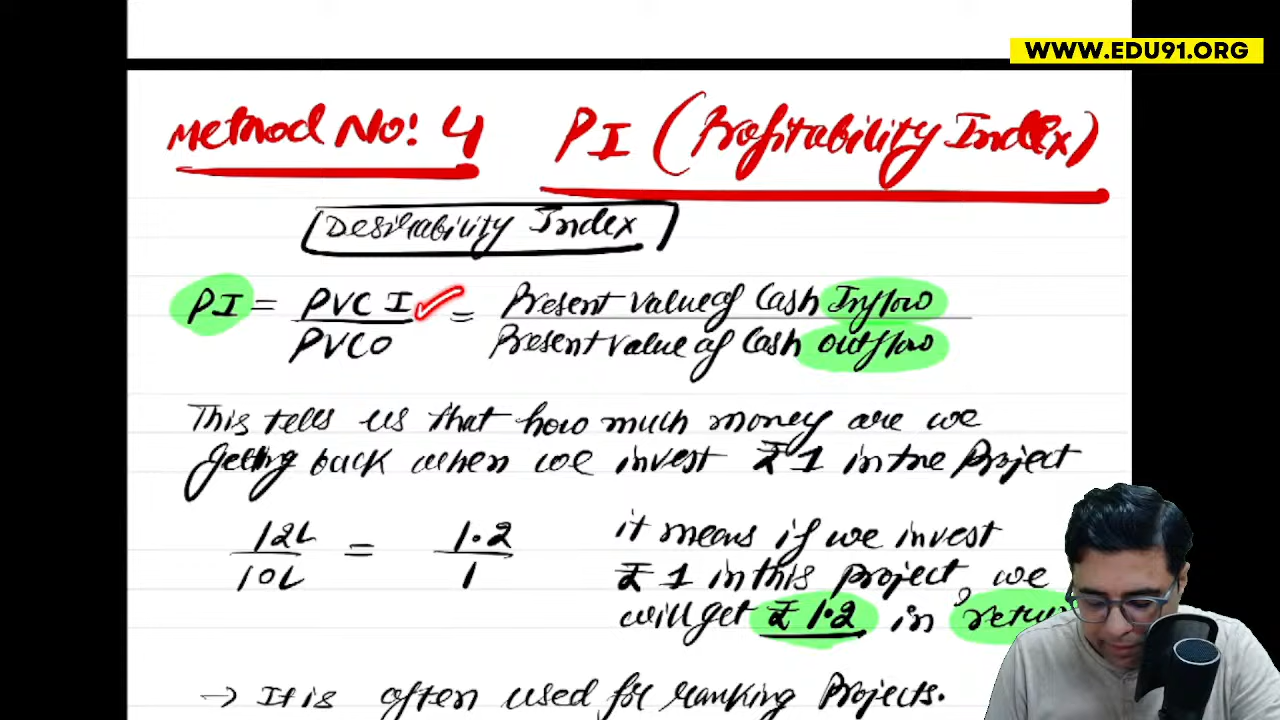 WWW.EDU91.ORG
Method No: 4 PI (Profitability Index)
Desirability Index
PI = PVCI / PVCO = Present value of Cash Inflow / Present value of Cash outflow
This tells us that how much money are we
getting back when we invest ₹ 1 in the Project
12L / 10L = 1.2 / 1
it means if we invest
₹ 1 in this project, we
will get ₹ 1.2 in
→ It is often used for ranking Projects.